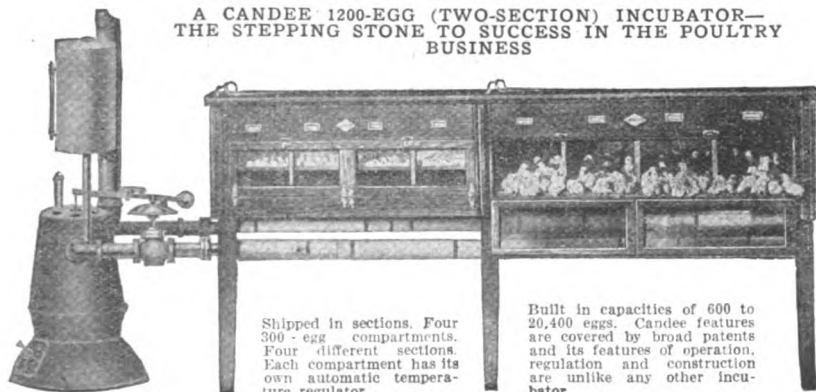 A CANDEE 1200-EGG (TWO-SECTION) INCUBATOR—
THE STEPPING STONE TO SUCCESS IN THE POULTRY
BUSINESS
Shipped in sections. Four
300 - egg compartments.
Four different sections.
Each compartment has its
own automatic tempera-
ture regulator
Built in capacities of 600 to
20,400 eggs. Candee features
are covered by broad patents
and its features of operation,
regulation and construction
are unlike any other incu-
bator